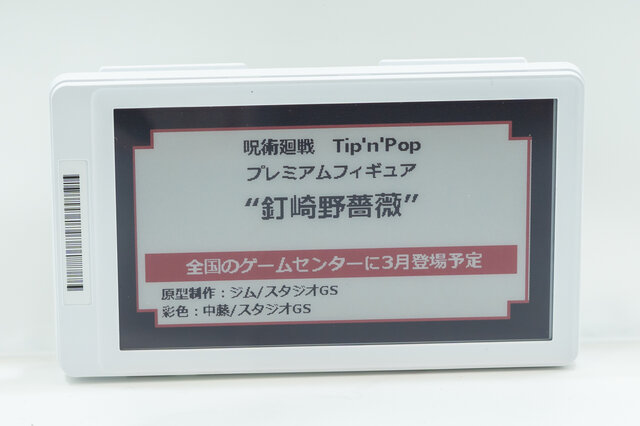 呪術廻戦 Tip'n'Pop
プレミアムフィギュア
“釘崎野薔薇”
全国のゲームセンターに3月登場予定
原型制作：ジム/スタジオGS
彩色：中藤/スタジオGS